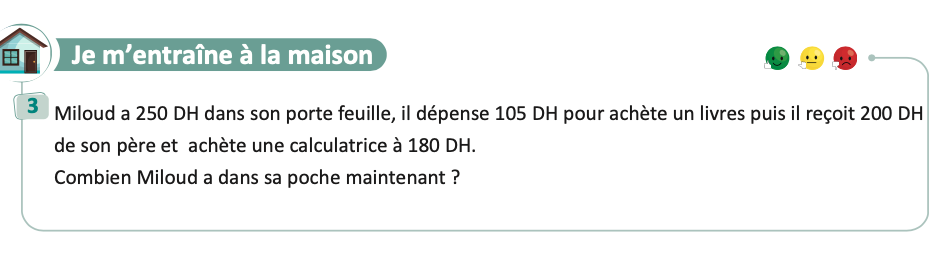 Je m’entraîne à la maison
3 Miloud a 250 DH dans son porte feuille, il dépense 105 DH pour achète un livres puis il reçoit 200 DH
de son père et achète une calculatrice à 180 DH.
Combien Miloud a dans sa poche maintenant ?